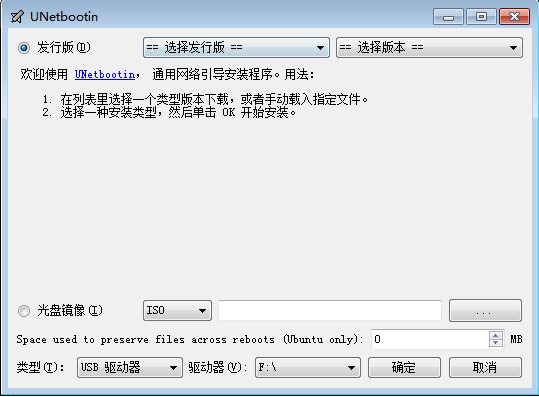 UNetbootin
发行版(D)
== 选择发行版 ==
== 选择版本 ==
欢迎使用 UNetbootin, 通用网络引导安装程序。用法:
1. 在列表里选择一个类型版本下载，或者手动载入指定文件。
2. 选择一种安装类型，然后单击 OK 开始安装。
光盘镜像(I)
ISO
...
Space used to preserve files across reboots (Ubuntu only):
0
MB
类型(T):
USB 驱动器
驱动器(V):
F:\
确定
取消